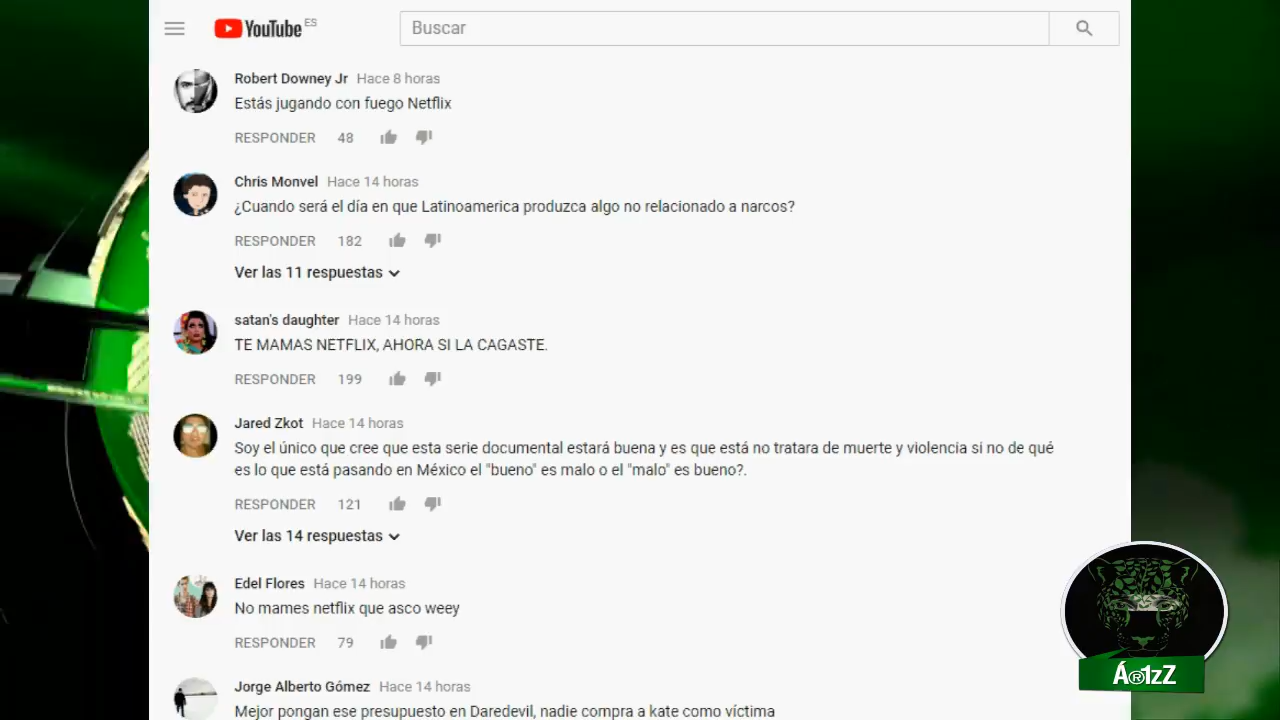 YouTube ES
Buscar
Robert Downey Jr Hace 8 horas
Estás jugando con fuego Netflix
RESPONDER 48
Chris Monvel Hace 14 horas
¿Cuando será el día en que Latinoamerica produzca algo no relacionado a narcos?
RESPONDER 182
Ver las 11 respuestas
satan's daughter Hace 14 horas
TE MAMAS NETFLIX, AHORA SI LA CAGASTE.
RESPONDER 199
Jared Zkot Hace 14 horas
Soy el único que cree que esta serie documental estará buena y es que está no tratara de muerte y violencia si no de qué
es lo que está pasando en México el "bueno" es malo o el "malo" es bueno?.
RESPONDER 121
Ver las 14 respuestas
Edel Flores Hace 14 horas
No mames netflix que asco weey
RESPONDER 79
Jorge Alberto Gómez Hace 14 horas
Mejor pongan ese presupuesto en Daredevil, nadie compra a kate como víctima
Á®1zZ